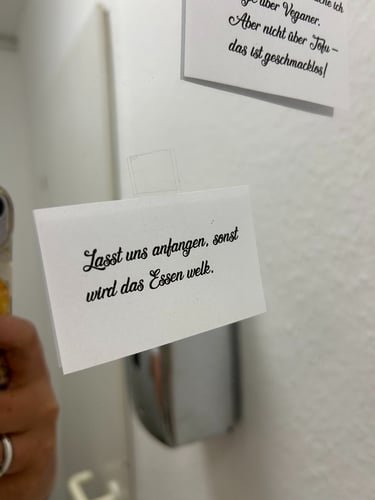 über Veganer.
Aber nicht über Tofu –
das ist geschmacklos!
Lasst uns anfangen, sonst
wird das Essen welk.